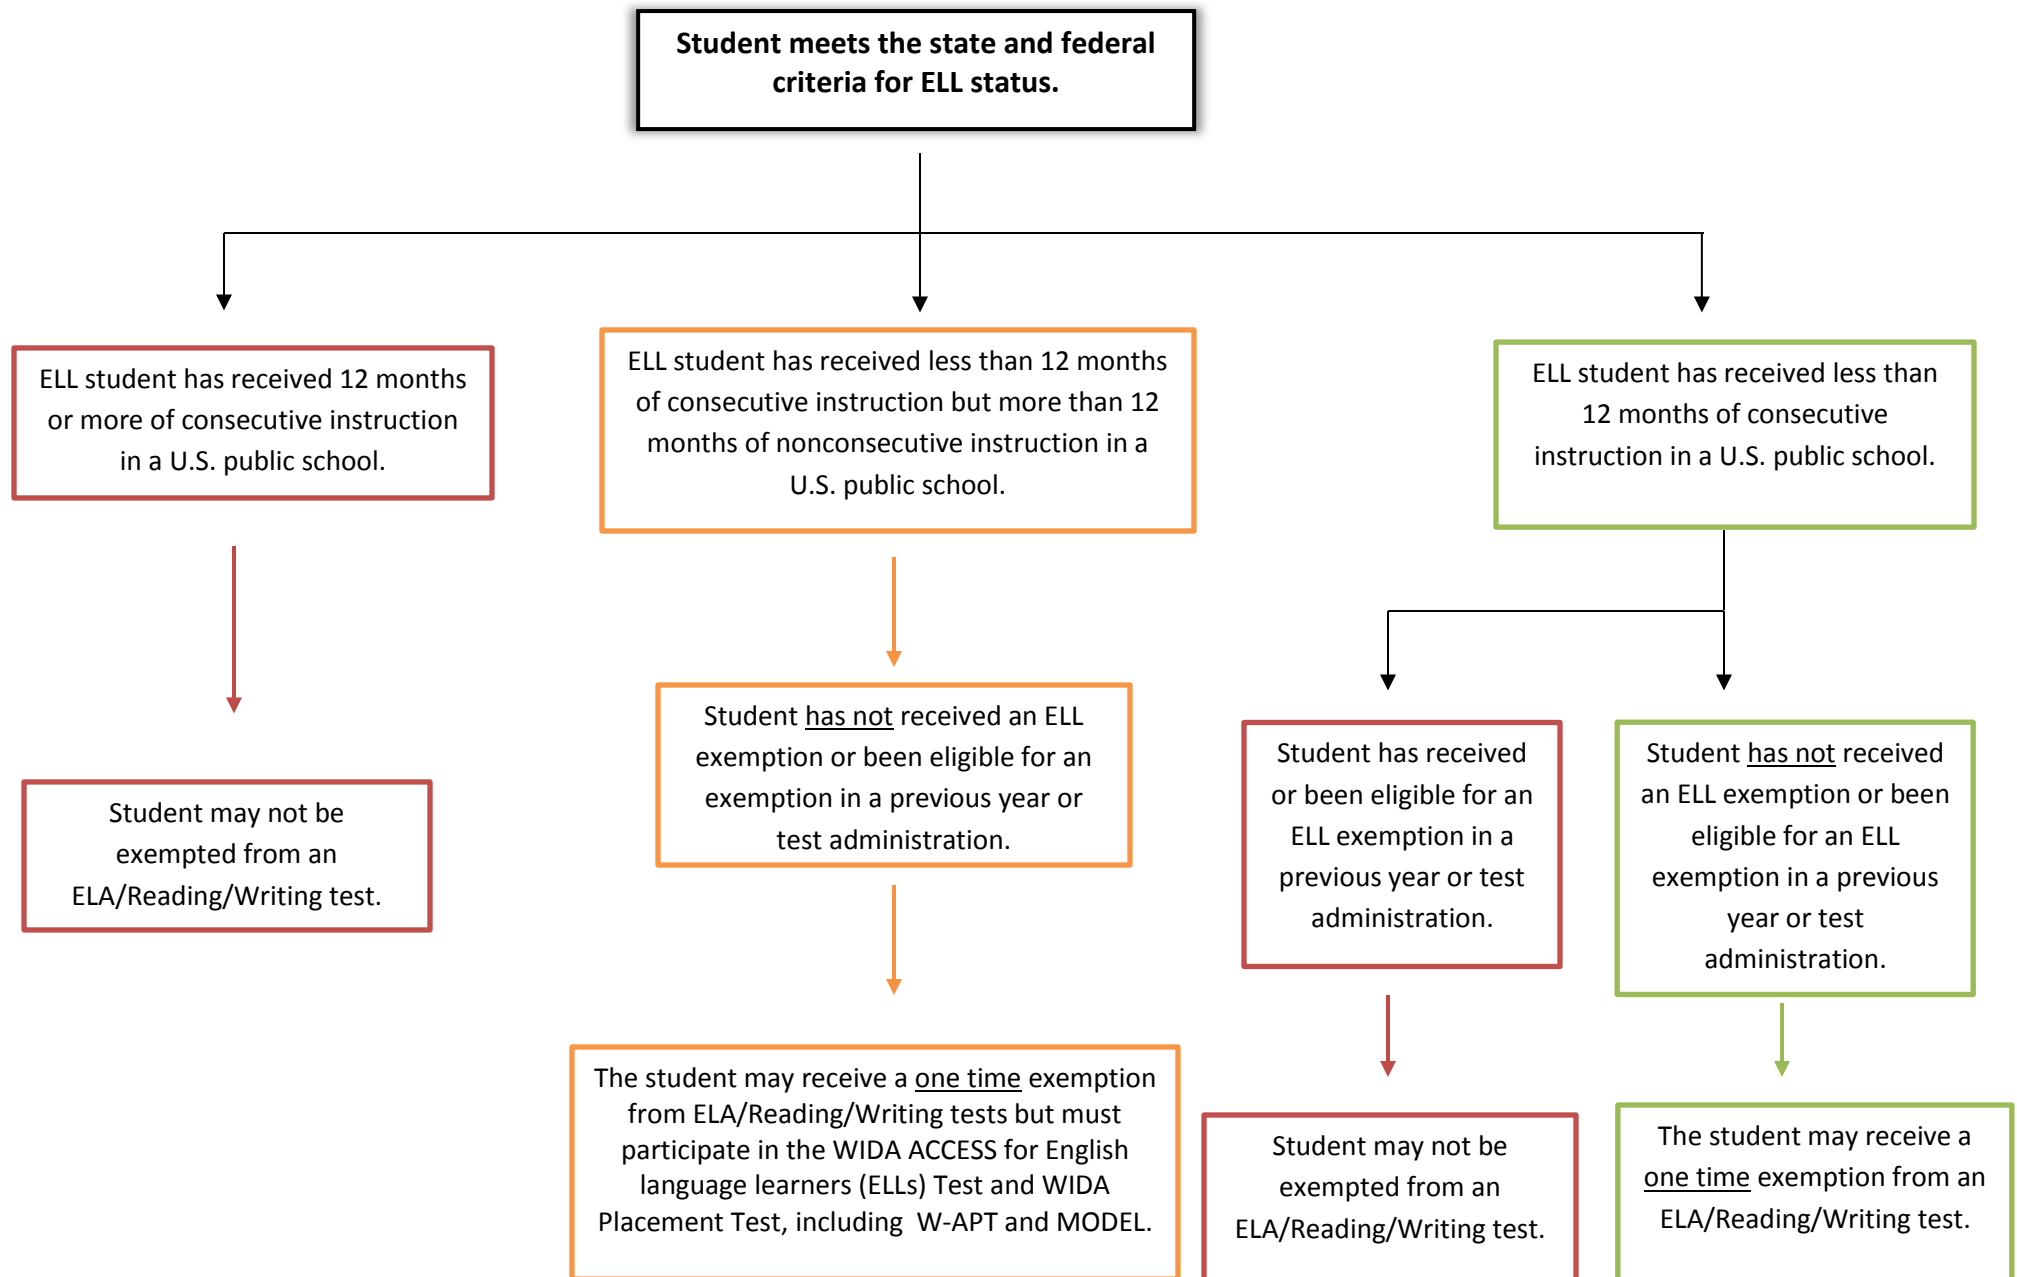 Student meets the state and federal
criteria for ELL status.
ELL student has received 12 months
or more of consecutive instruction
in a U.S. public school.
ELL student has received less than 12 months
of consecutive instruction but more than 12
months of nonconsecutive instruction in a
U.S. public school.
ELL student has received less than
12 months of consecutive
instruction in a U.S. public school.
Student may not be
exempted from an
ELA/Reading/Writing test.
Student has not received an ELL
exemption or been eligible for an
exemption in a previous year or
test administration.
Student has received
or been eligible for an
ELL exemption in a
previous year or test
administration.
Student has not received
an ELL exemption or been
eligible for an ELL
exemption in a previous
year or test
administration.
The student may receive a one time exemption
from ELA/Reading/Writing tests but must
participate in the WIDA ACCESS for English
language learners (ELLs) Test and WIDA
Placement Test, including W-APT and MODEL.
Student may not be
exempted from an
ELA/Reading/Writing test.
The student may receive a
one time exemption from an
ELA/Reading/Writing test.